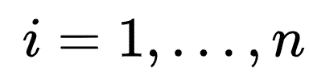 i = 1, . . . , n